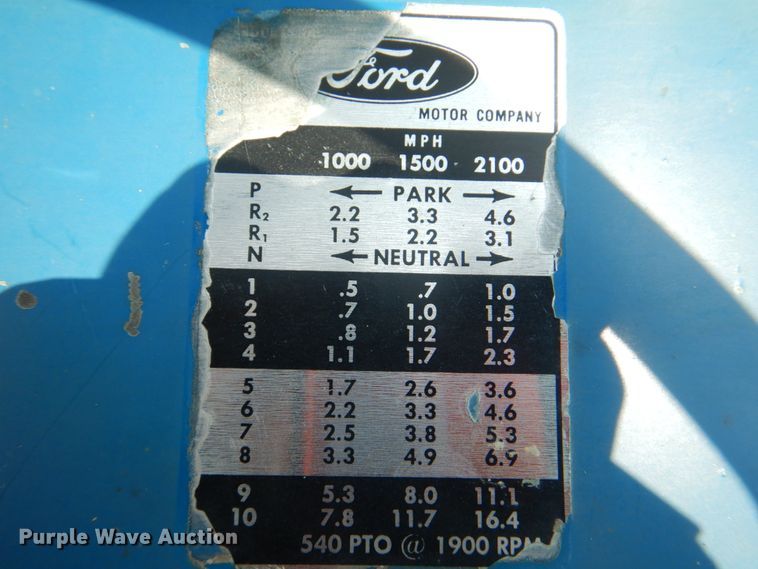 Ford
MOTOR COMPANY
MPH
1000 1500 2100
P ← PARK →
R₂ 2.2 3.3 4.6
R₁ 1.5 2.2 3.1
N ← NEUTRAL →
1 .5 .7 1.0
2 .7 1.0 1.5
3 .8 1.2 1.7
4 1.1 1.7 2.3
5 1.7 2.6 3.6
6 2.2 3.3 4.6
7 2.5 3.8 5.3
8 3.3 4.9 6.9
9 5.3 8.0 11.1
10 7.8 11.7 16.4
540 PTO @ 1900 RPM
Purple Wave Auction